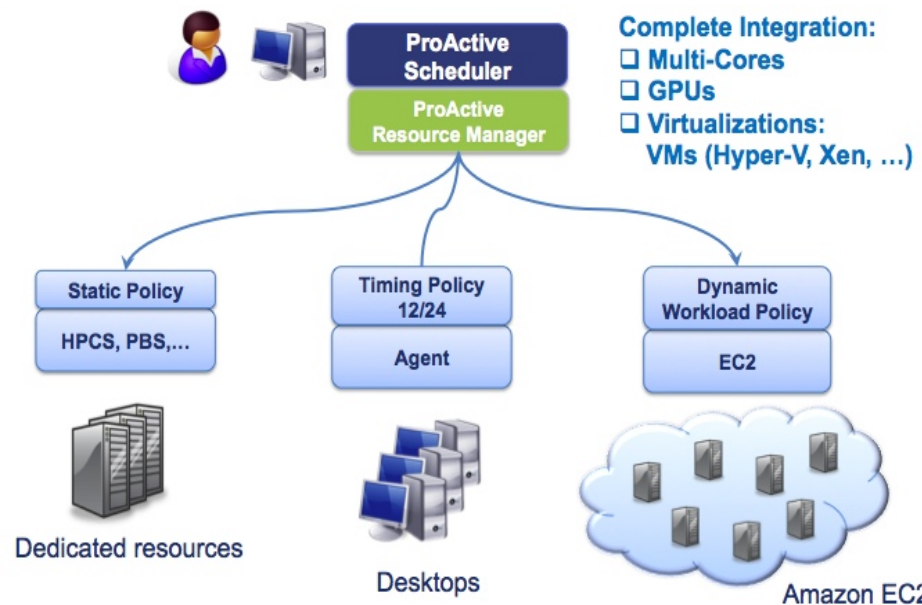 ProActive
Scheduler
ProActive
Resource Manager
Complete Integration:
❑ Multi-Cores
❑ GPUs
❑ Virtualizations:
VMs (Hyper-V, Xen, …)
Static Policy
HPCS, PBS,…
Timing Policy
12/24
Agent
Dynamic
Workload Policy
EC2
Dedicated resources
Desktops
Amazon EC2